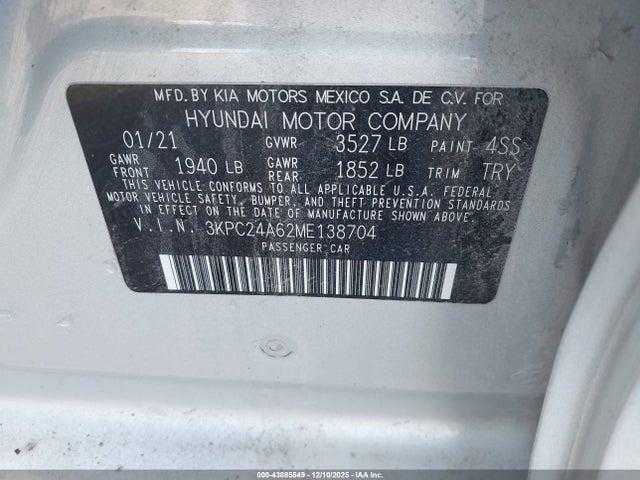 MFD. BY KIA MOTORS MEXICO S.A. DE C.V. FOR
HYUNDAI MOTOR COMPANY
01/21 GVWR 3527 LB PAINT 4SS
GAWR FRONT 1940 LB GAWR REAR 1852 LB TRIM TRY
THIS VEHICLE CONFORMS TO ALL APPLICABLE U.S.A. FEDERAL
MOTOR VEHICLE SAFETY, BUMPER, AND THEFT PREVENTION STANDARDS
IN EFFECT ON THE DATE OF MANUFACTURE SHOWN ABOVE.
V.I.N. 3KPC24A62ME138704
PASSENGER CAR
000-43885549 - 12/10/2025 - COPYRIGHT IAA, INC.